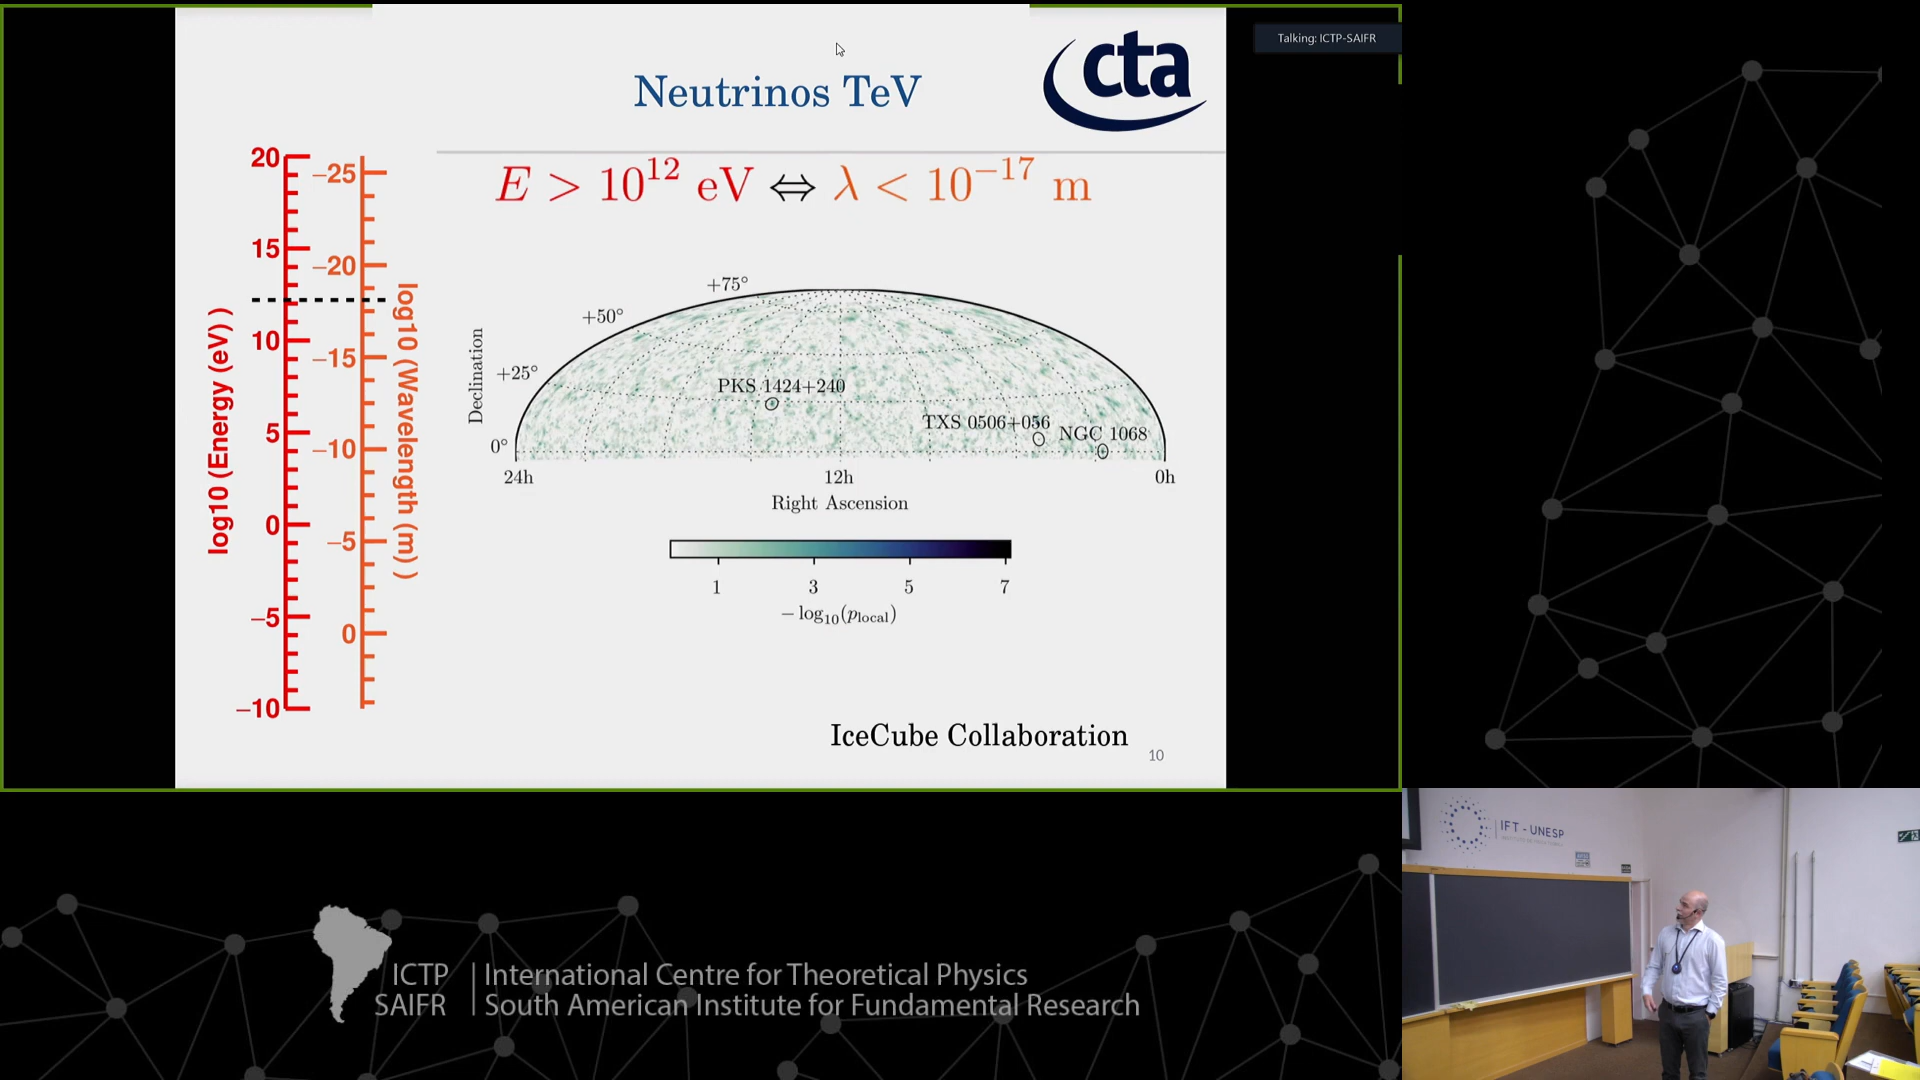 Talking: ICTP-SAIFR
cta
Neutrinos TeV
E > 10^12 eV ⇔ λ < 10^−17 m
20
15
10
5
0
−5
−10
log10 (Energy (eV) )
−25
−20
−15
−10
−5
0
log10 (Wavelength (m) )
+75°
+50°
+25°
0°
Declination
PKS 1424+240
TXS 0506+056
NGC 1068
24h
12h
0h
Right Ascension
1
3
5
7
− log10(plocal)
IceCube Collaboration
10
IFT - UNESP
ICTP | International Centre for Theoretical Physics
SAIFR | South American Institute for Fundamental Research